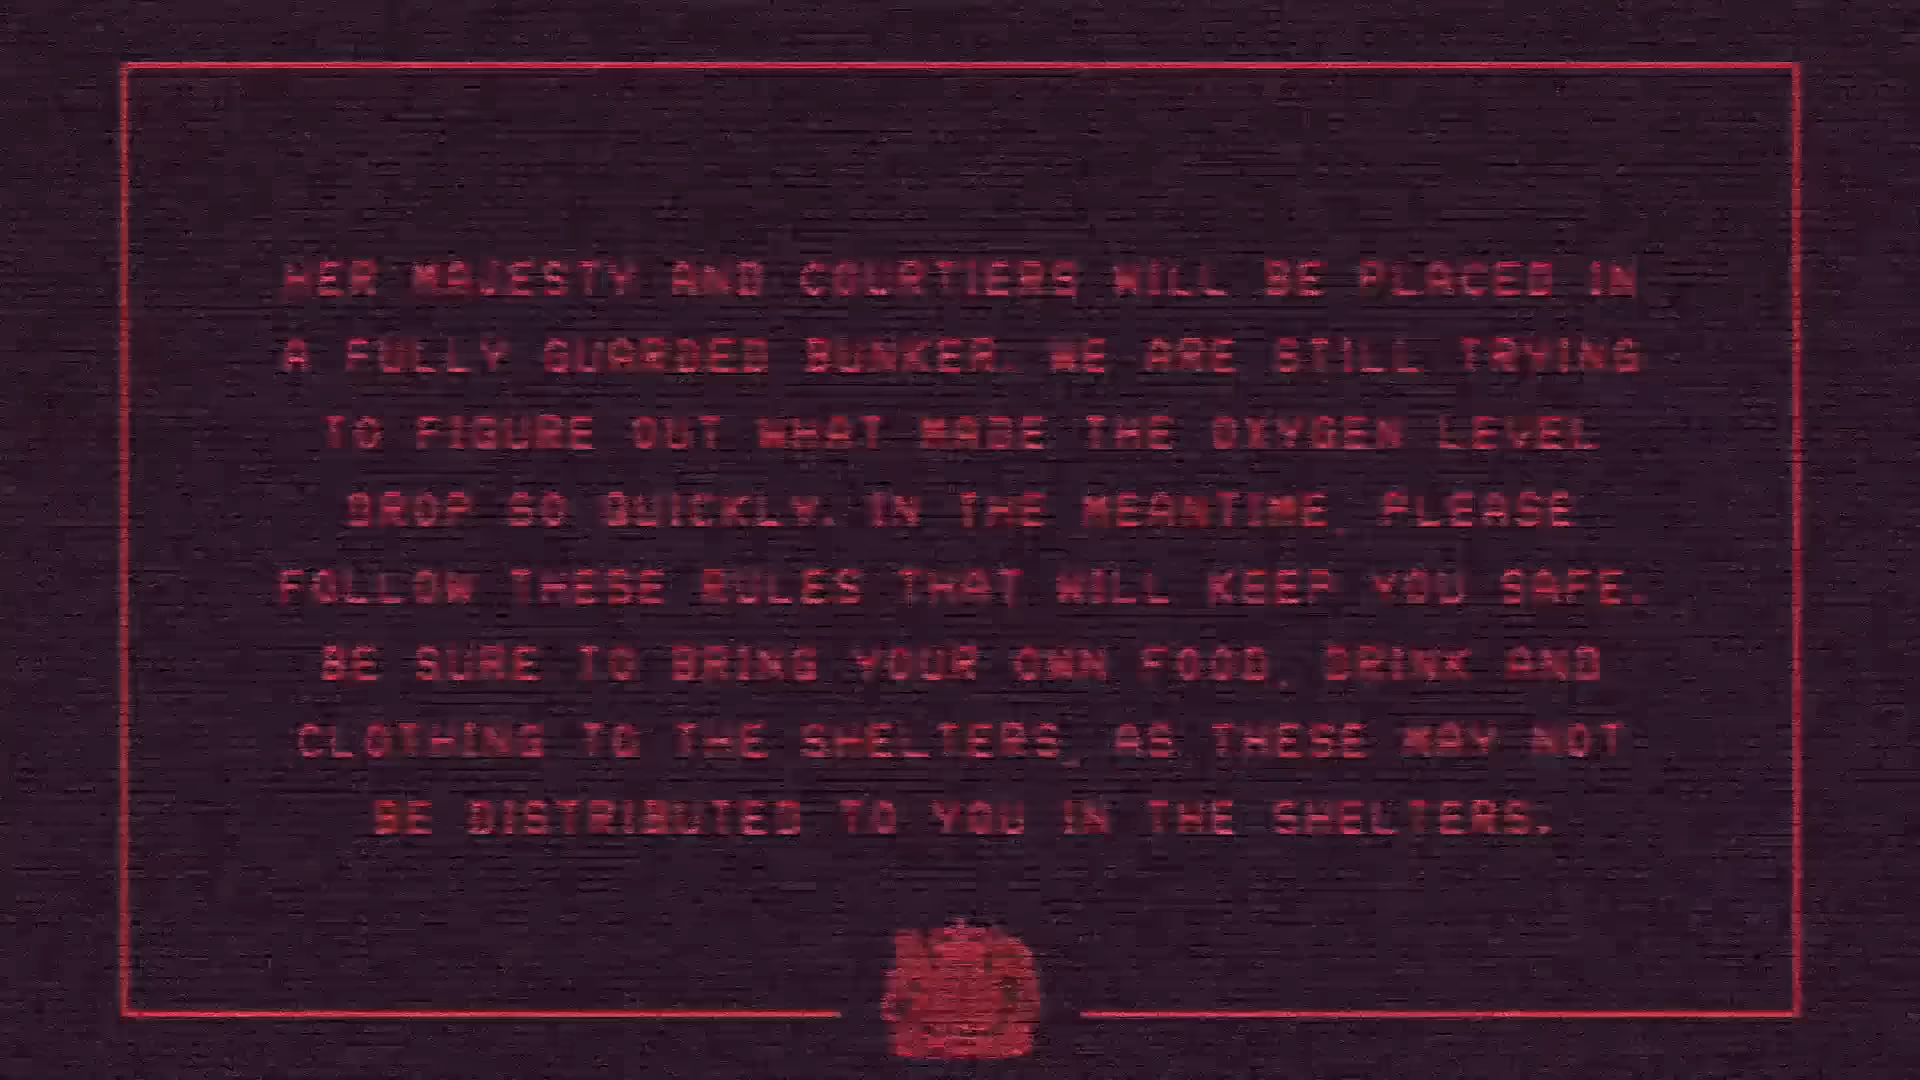 HER MAJESTY AND COURTIERS WILL BE PLACED IN
A FULLY GUARDED BUNKER. WE ARE STILL TRYING
TO FIGURE OUT WHAT MADE THE OXYGEN LEVEL
DROP SO QUICKLY. IN THE MEANTIME, PLEASE
FOLLOW THESE RULES THAT WILL KEEP YOU SAFE.
BE SURE TO BRING YOUR OWN FOOD, DRINK AND
CLOTHING TO THE SHELTERS, AS THESE MAY NOT
BE DISTRIBUTED TO YOU IN THE SHELTERS.